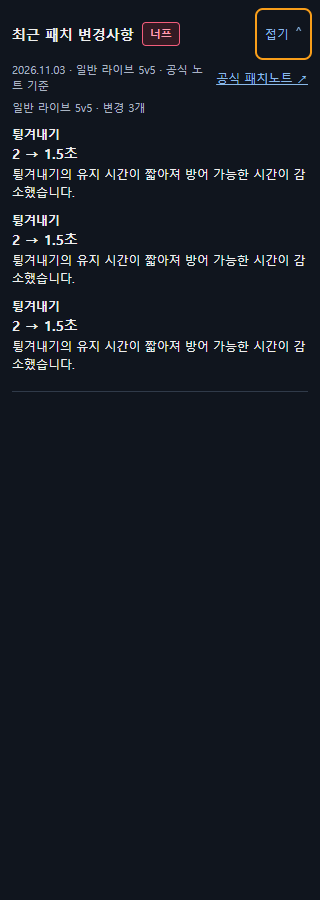 최근 패치 변경사항 너프 접기 ^
2026.11.03 · 일반 라이브 5v5 · 공식 노
트 기준
공식 패치노트 ↗
일반 라이브 5v5 · 변경 3개
튕겨내기
2 → 1.5초
튕겨내기의 유지 시간이 짧아져 방어 가능한 시간이 감
소했습니다.
튕겨내기
2 → 1.5초
튕겨내기의 유지 시간이 짧아져 방어 가능한 시간이 감
소했습니다.
튕겨내기
2 → 1.5초
튕겨내기의 유지 시간이 짧아져 방어 가능한 시간이 감
소했습니다.